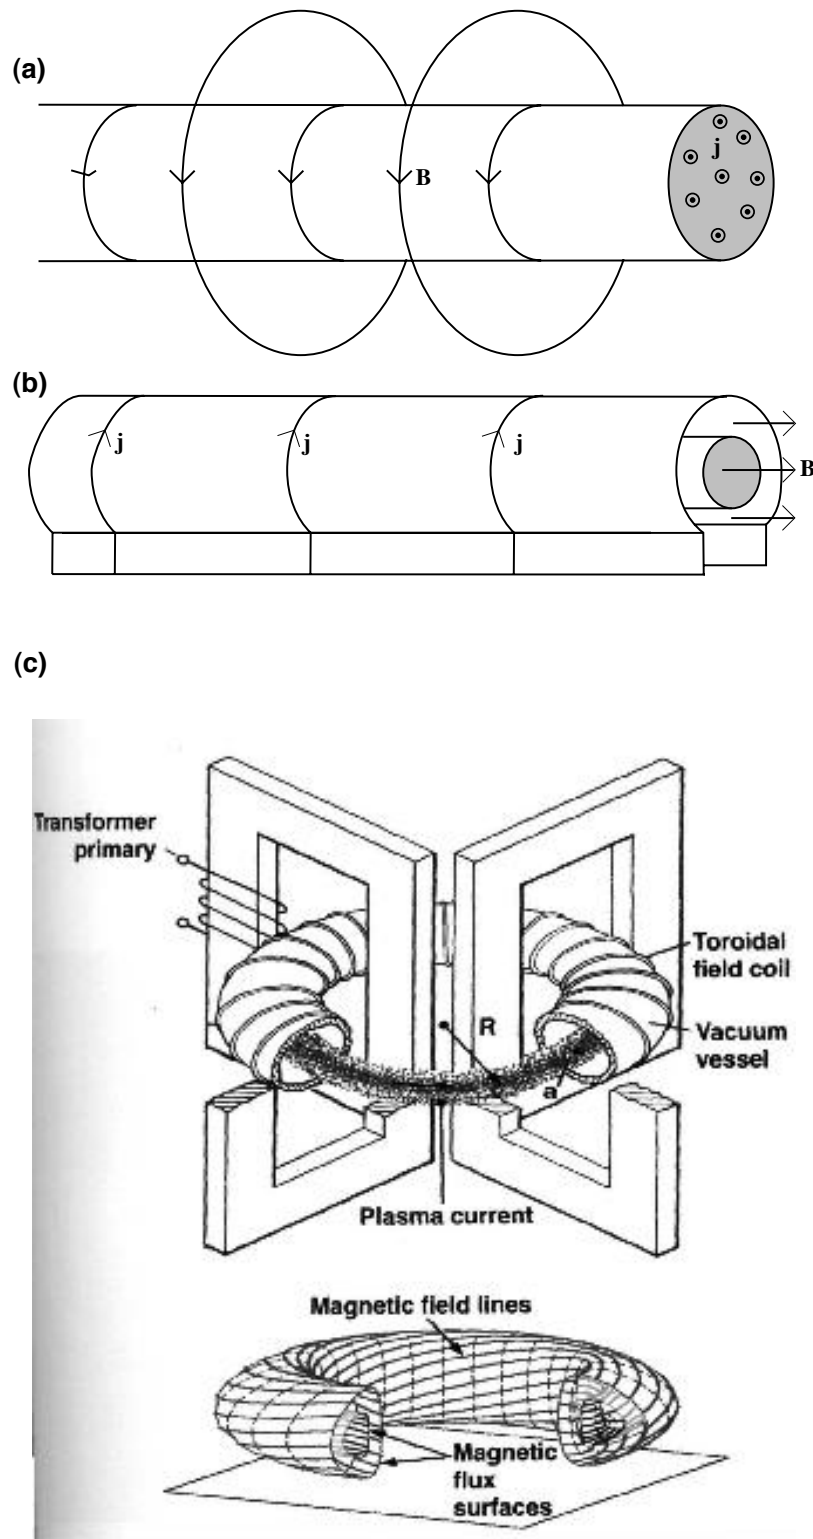 (a)
j
B
(b)
j
j
j
B
(c)
Transformer
primary
Toroidal
field coil
R
Vacuum
vessel
a
Plasma current
Magnetic field lines
Magnetic
flux
surfaces